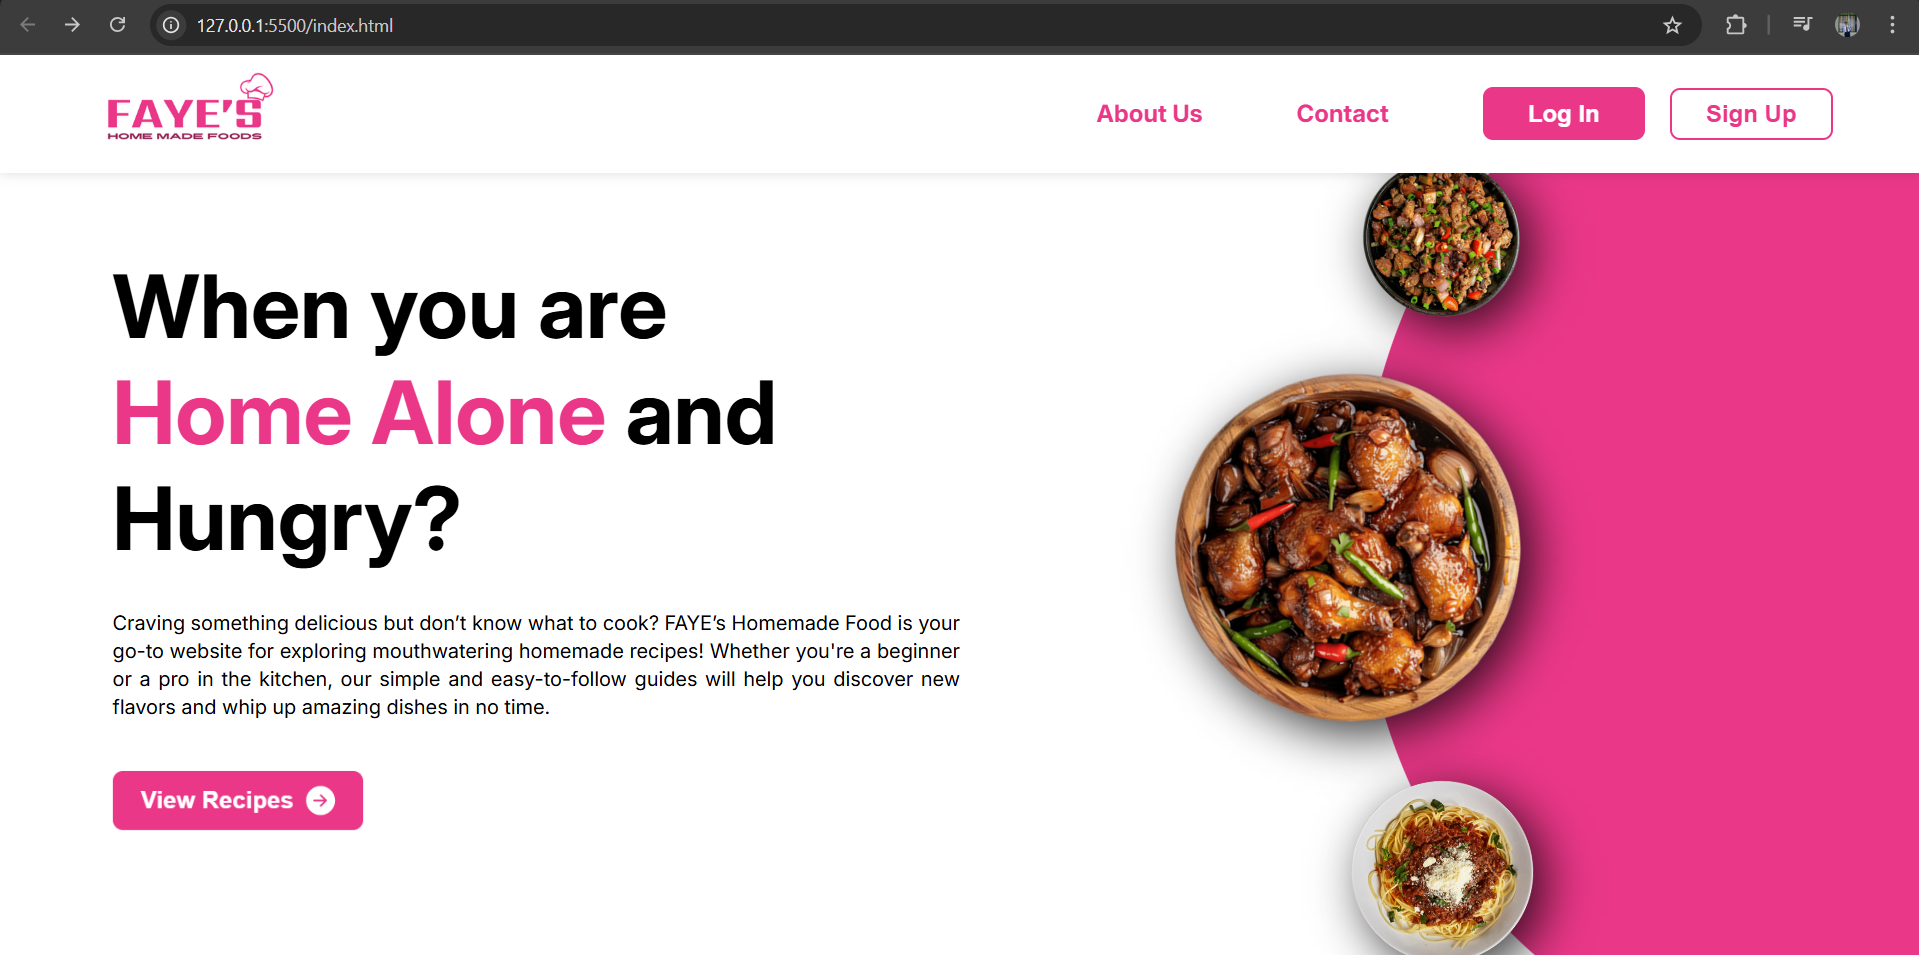 127.0.0.1:5500/index.html
FAYE'S
HOME MADE FOODS
About Us
Contact
Log In
Sign Up
When you are
Home Alone and
Hungry?
Craving something delicious but don’t know what to cook? FAYE’s Homemade Food is your
go-to website for exploring mouthwatering homemade recipes! Whether you're a beginner
or a pro in the kitchen, our simple and easy-to-follow guides will help you discover new
flavors and whip up amazing dishes in no time.
View Recipes